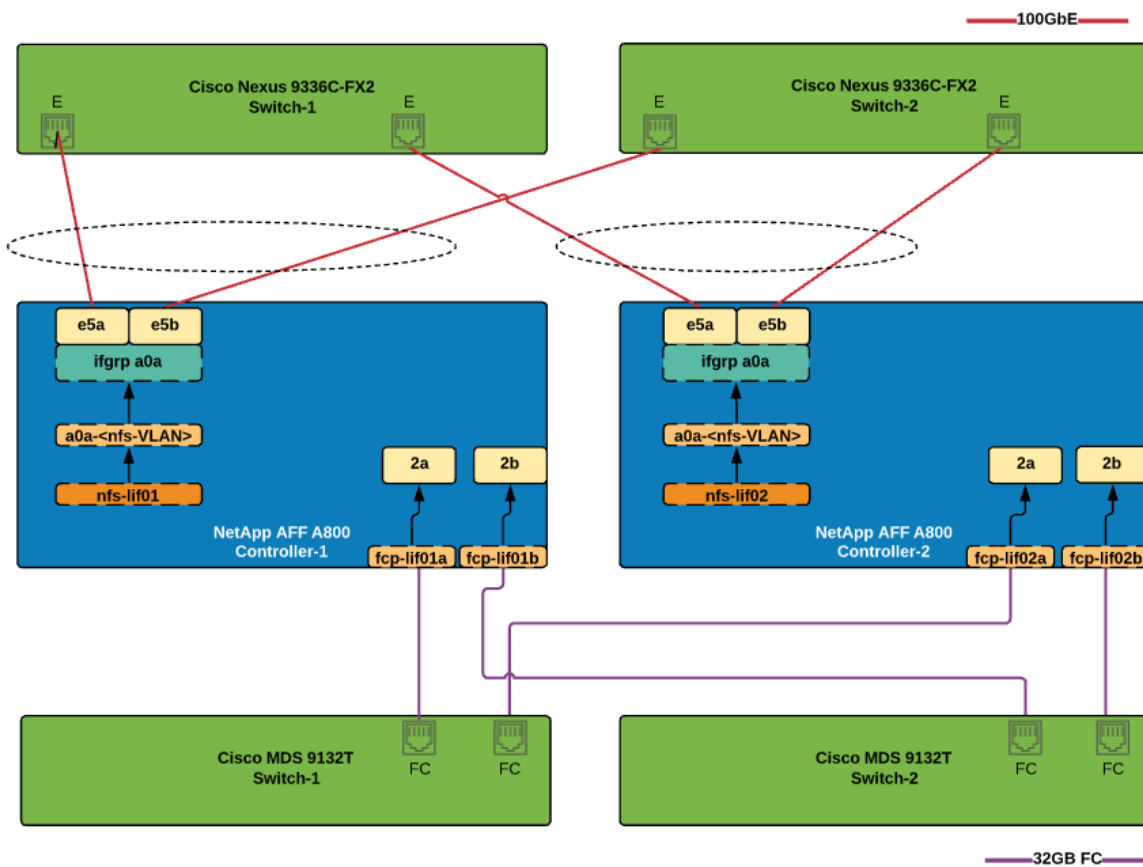 100GbE
Cisco Nexus 9336C-FX2
Switch-1
E
E
Cisco Nexus 9336C-FX2
Switch-2
E
E
e5a
e5b
ifgrp a0a
a0a-<nfs-VLAN>
nfs-lif01
2a
2b
NetApp AFF A800
Controller-1
fcp-lif01a
fcp-lif01b
e5a
e5b
ifgrp a0a
a0a-<nfs-VLAN>
nfs-lif02
2a
2b
NetApp AFF A800
Controller-2
fcp-lif02a
fcp-lif02b
Cisco MDS 9132T
Switch-1
FC
FC
Cisco MDS 9132T
Switch-2
FC
FC
32GB FC